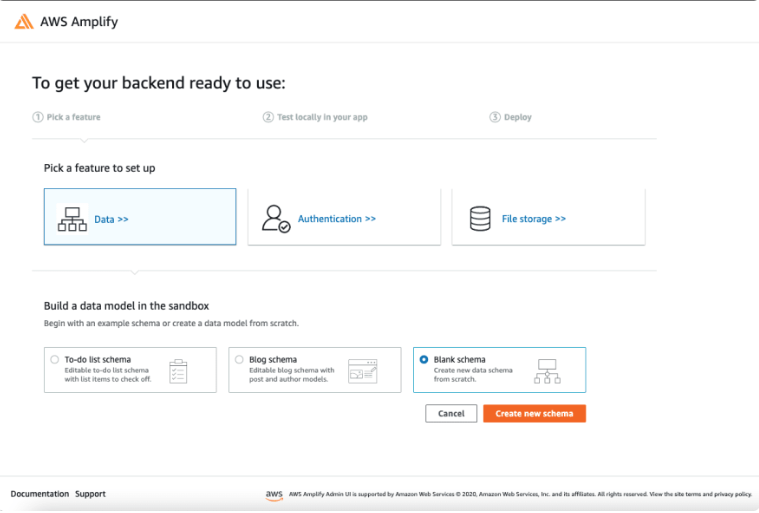 AWS Amplify
To get your backend ready to use:
1 Pick a feature
2 Test locally in your app
3 Deploy
Pick a feature to set up
Data >>
Authentication >>
File storage >>
Build a data model in the sandbox
Begin with an example schema or create a data model from scratch.
To-do list schema
Editable to-do list schema
with list items to check off.
Blog schema
Editable blog schema with
post and author models.
Blank schema
Create new data schema
from scratch.
Cancel
Create new schema
Documentation Support
aws AWS Amplify Admin UI is supported by Amazon Web Services © 2020, Amazon Web Services, Inc. and its affiliates. All rights reserved. View the site terms and privacy policy.